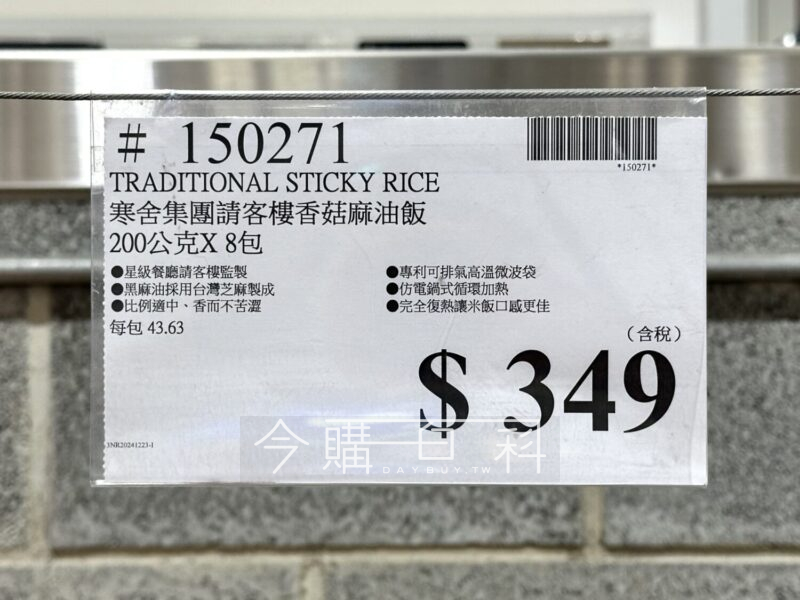 # 150271
*150271*
TRADITIONAL STICKY RICE
寒舍集團請客樓香菇麻油飯
200公克X 8包
●星級餐廳請客樓監製
●黑麻油採用台灣芝麻製成
●比例適中、香而不苦澀
●專利可排氣高溫微波袋
●仿電鍋式循環加熱
●完全復熱讓米飯口感更佳
每包 43.63
(含稅)
$ 349
3NR20241223-1
今購百科
DAYBUY.TW